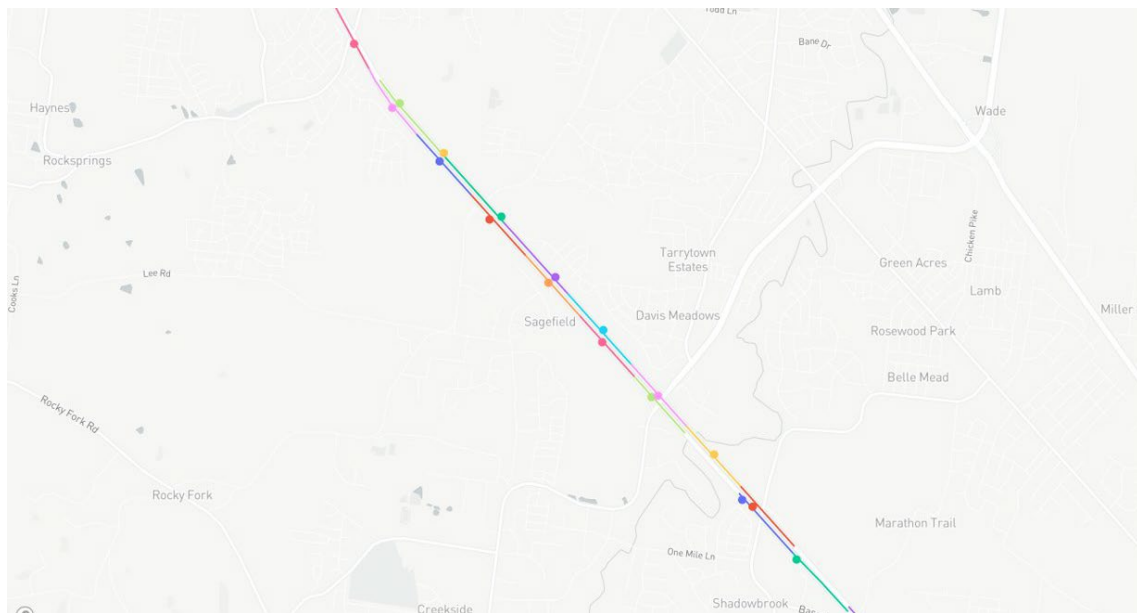 Todd Ln
Bane Dr
Haynes
Wade
Rocksprings
Chicken Pike
Tarrytown
Estates
Green Acres
Lee Rd
Cooks Ln
Lamb
Miller
Sagefield
Davis Meadows
Rosewood Park
Belle Mead
Rocky Fork Rd
Rocky Fork
Marathon Trail
One Mile Ln
Creekside
Shadowbrook